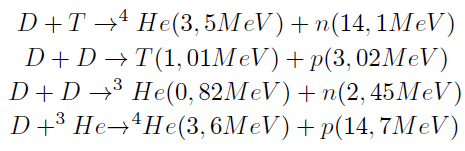 D + T →⁴ He(3,5MeV) + n(14,1MeV)
D + D → T(1,01MeV) + p(3,02MeV)
D + D →³ He(0,82MeV) + n(2,45MeV)
D +³ He→⁴He(3,6MeV) + p(14,7MeV)